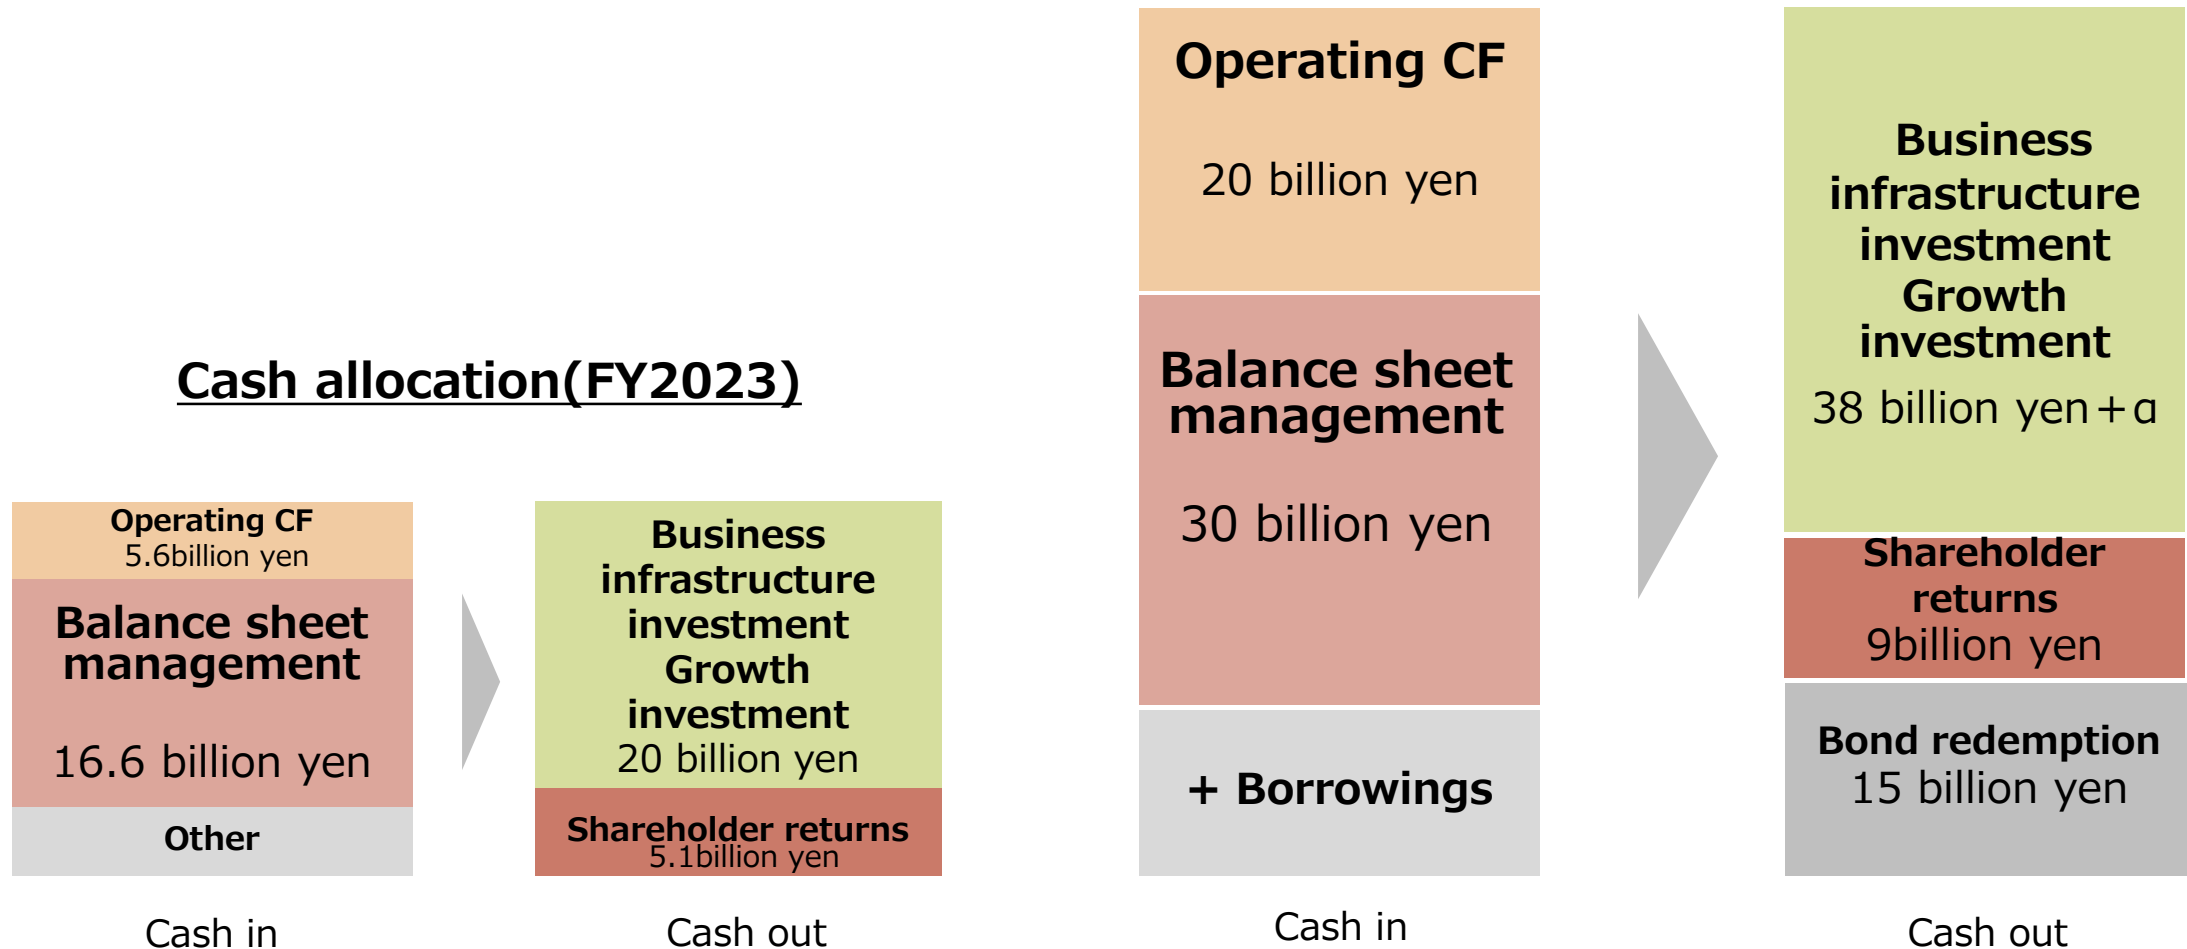 Cash allocation(FY2023)
Operating CF
5.6billion yen
Balance sheet
management
16.6 billion yen
Other
Cash in
Business
infrastructure
investment
Growth
investment
20 billion yen
Shareholder returns
5.1billion yen
Cash out
Operating CF
20 billion yen
Balance sheet
management
30 billion yen
+ Borrowings
Cash in
Business
infrastructure
investment
Growth
investment
38 billion yen+α
Shareholder
returns
9billion yen
Bond redemption
15 billion yen
Cash out